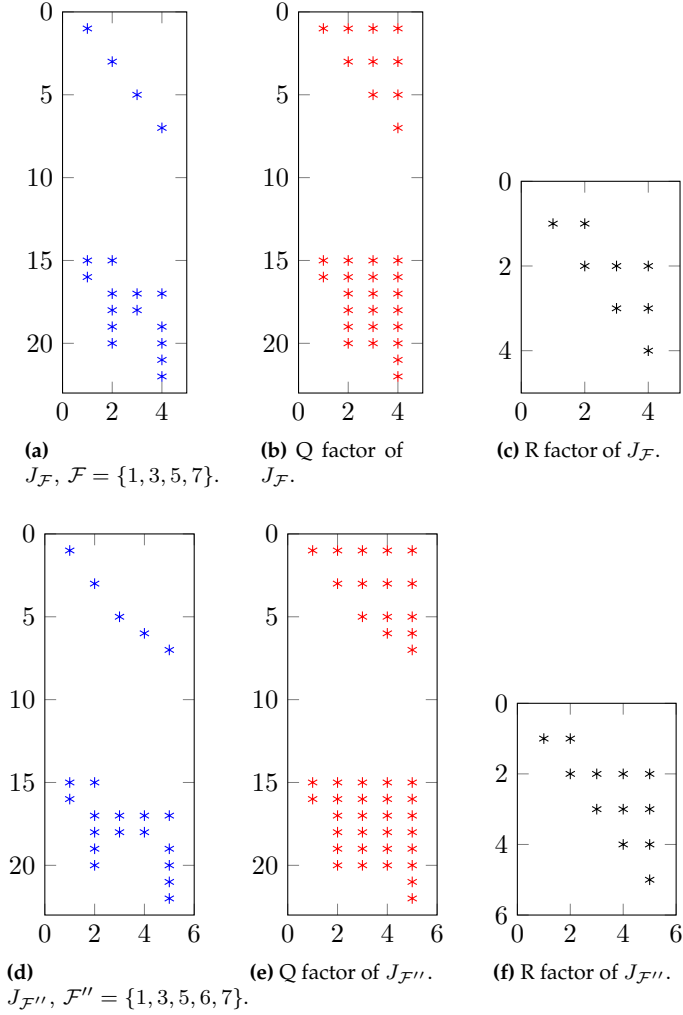 0
5
10
15
20
0 2 4
(a)
J_ℱ, ℱ = {1, 3, 5, 7}.
0
5
10
15
20
0 2 4
(b) Q factor of
J_ℱ.
0
2
4
0 2 4
(c) R factor of J_ℱ.
0
5
10
15
20
0 2 4 6
(d)
J_ℱ′′, ℱ′′ = {1, 3, 5, 6, 7}.
0
5
10
15
20
0 2 4 6
(e) Q factor of J_ℱ′′.
0
2
4
6
0 2 4 6
(f) R factor of J_ℱ′′.